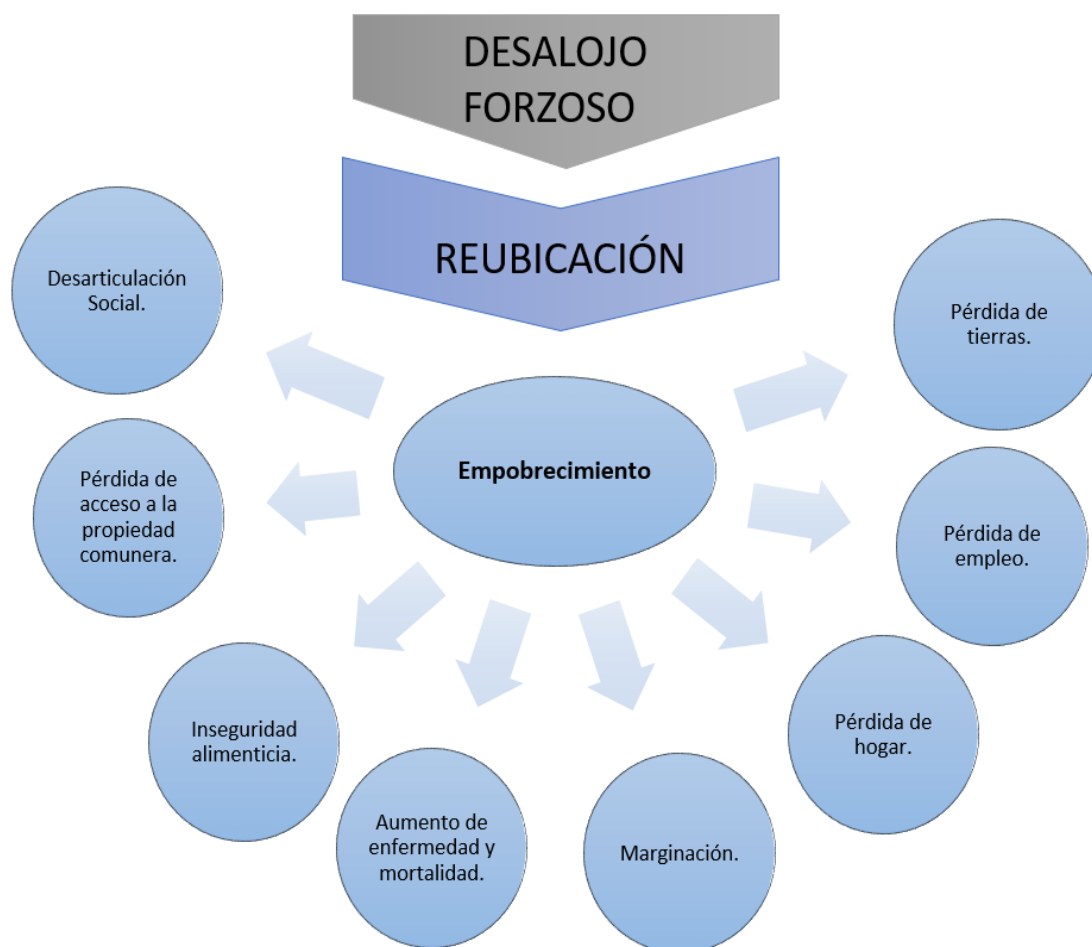 DESALOJO
FORZOSO
REUBICACIÓN
Desarticulación
Social.
Pérdida de
tierras.
Empobrecimiento
Pérdida de
acceso a la
propiedad
comunera.
Pérdida de
empleo.
Inseguridad
alimenticia.
Pérdida de
hogar.
Aumento de
enfermedad y
mortalidad.
Marginación.